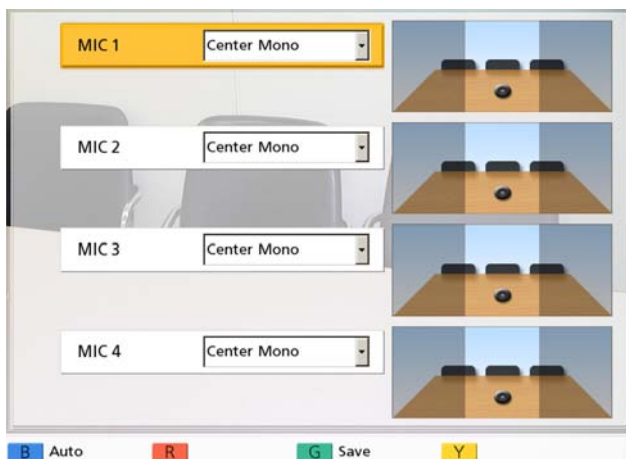 MIC 1 Center Mono
MIC 2 Center Mono
MIC 3 Center Mono
MIC 4 Center Mono
B Auto R G Save Y